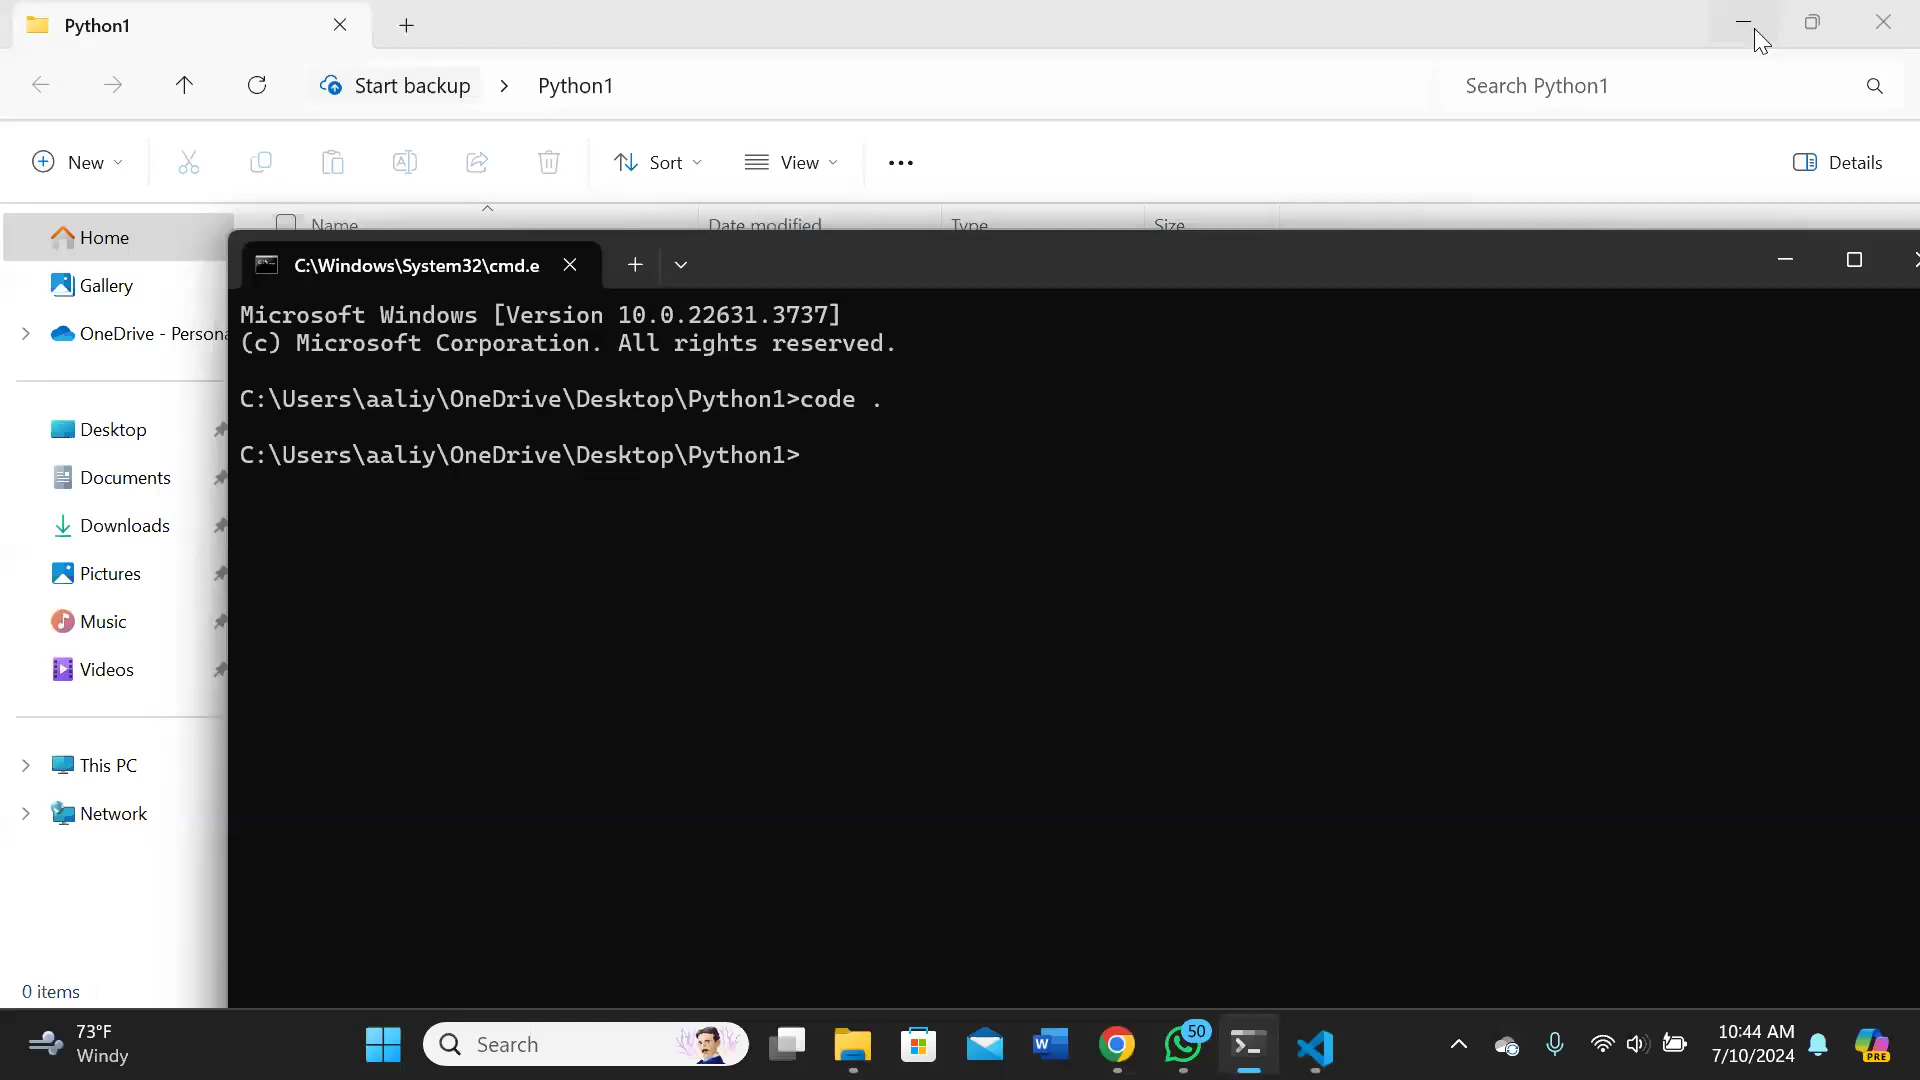 Python1
Start backup > Python1
Search Python1
New
Sort
View
Details
Name
Date modified
Type
Size
Home
Gallery
OneDrive - Persona
Desktop
Documents
Downloads
Pictures
Music
Videos
This PC
Network
0 items
C:\Windows\System32\cmd.e
Microsoft Windows [Version 10.0.22631.3737]
(c) Microsoft Corporation. All rights reserved.
C:\Users\aaliy\OneDrive\Desktop\Python1>code .
C:\Users\aaliy\OneDrive\Desktop\Python1>
73°F
Windy
Search
W
50
10:44 AM
7/10/2024
PRE